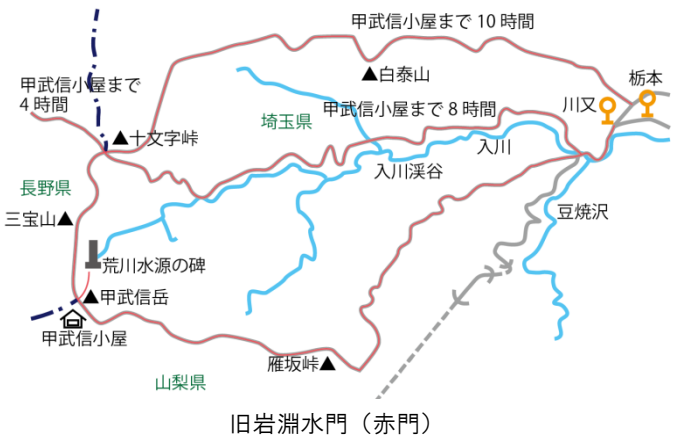 甲武信小屋まで 10 時間
甲武信小屋まで
4 時間
▲白泰山
栃本
川又
甲武信小屋まで 8 時間
埼玉県
▲十文字峠
入川
入川渓谷
長野県
三宝山▲
豆焼沢
荒川水源の碑
▲甲武信岳
甲武信小屋
雁坂峠▲
山梨県
旧岩淵水門（赤門）